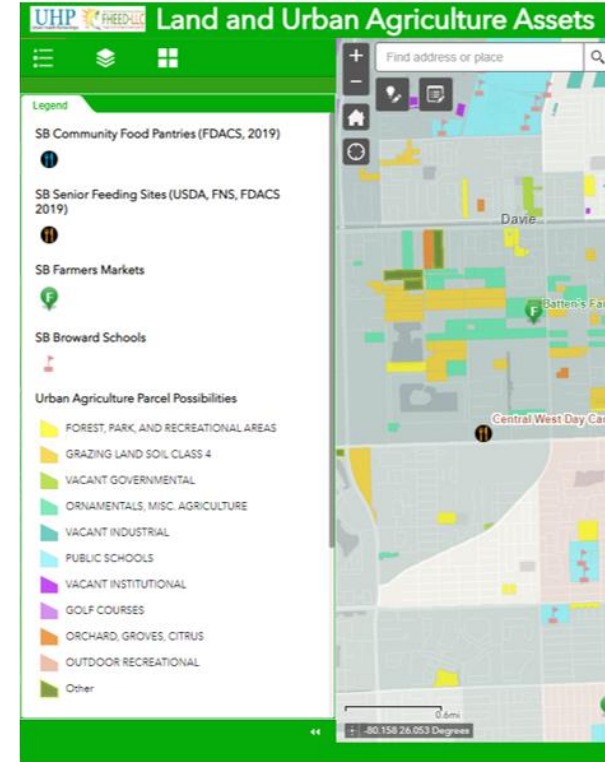 UHP FHEED-LLC Land and Urban Agriculture Assets
Find address or place
Legend
SB Community Food Pantries (FDACS, 2019)
SB Senior Feeding Sites (USDA, FNS, FDACS
2019)
SB Farmers Markets
F
SB Broward Schools
Urban Agriculture Parcel Possibilities
FOREST, PARK, AND RECREATIONAL AREAS
GRAZING LAND SOIL CLASS 4
VACANT GOVERNMENTAL
ORNAMENTALS, MISC. AGRICULTURE
VACANT INDUSTRIAL
PUBLIC SCHOOLS
VACANT INSTITUTIONAL
GOLF COURSES
ORCHARD, GROVES, CITRUS
OUTDOOR RECREATIONAL
Other
Davie
F
Batten's Fa
Central West Day Ca
0.6mi
-80.158 26.053 Degrees